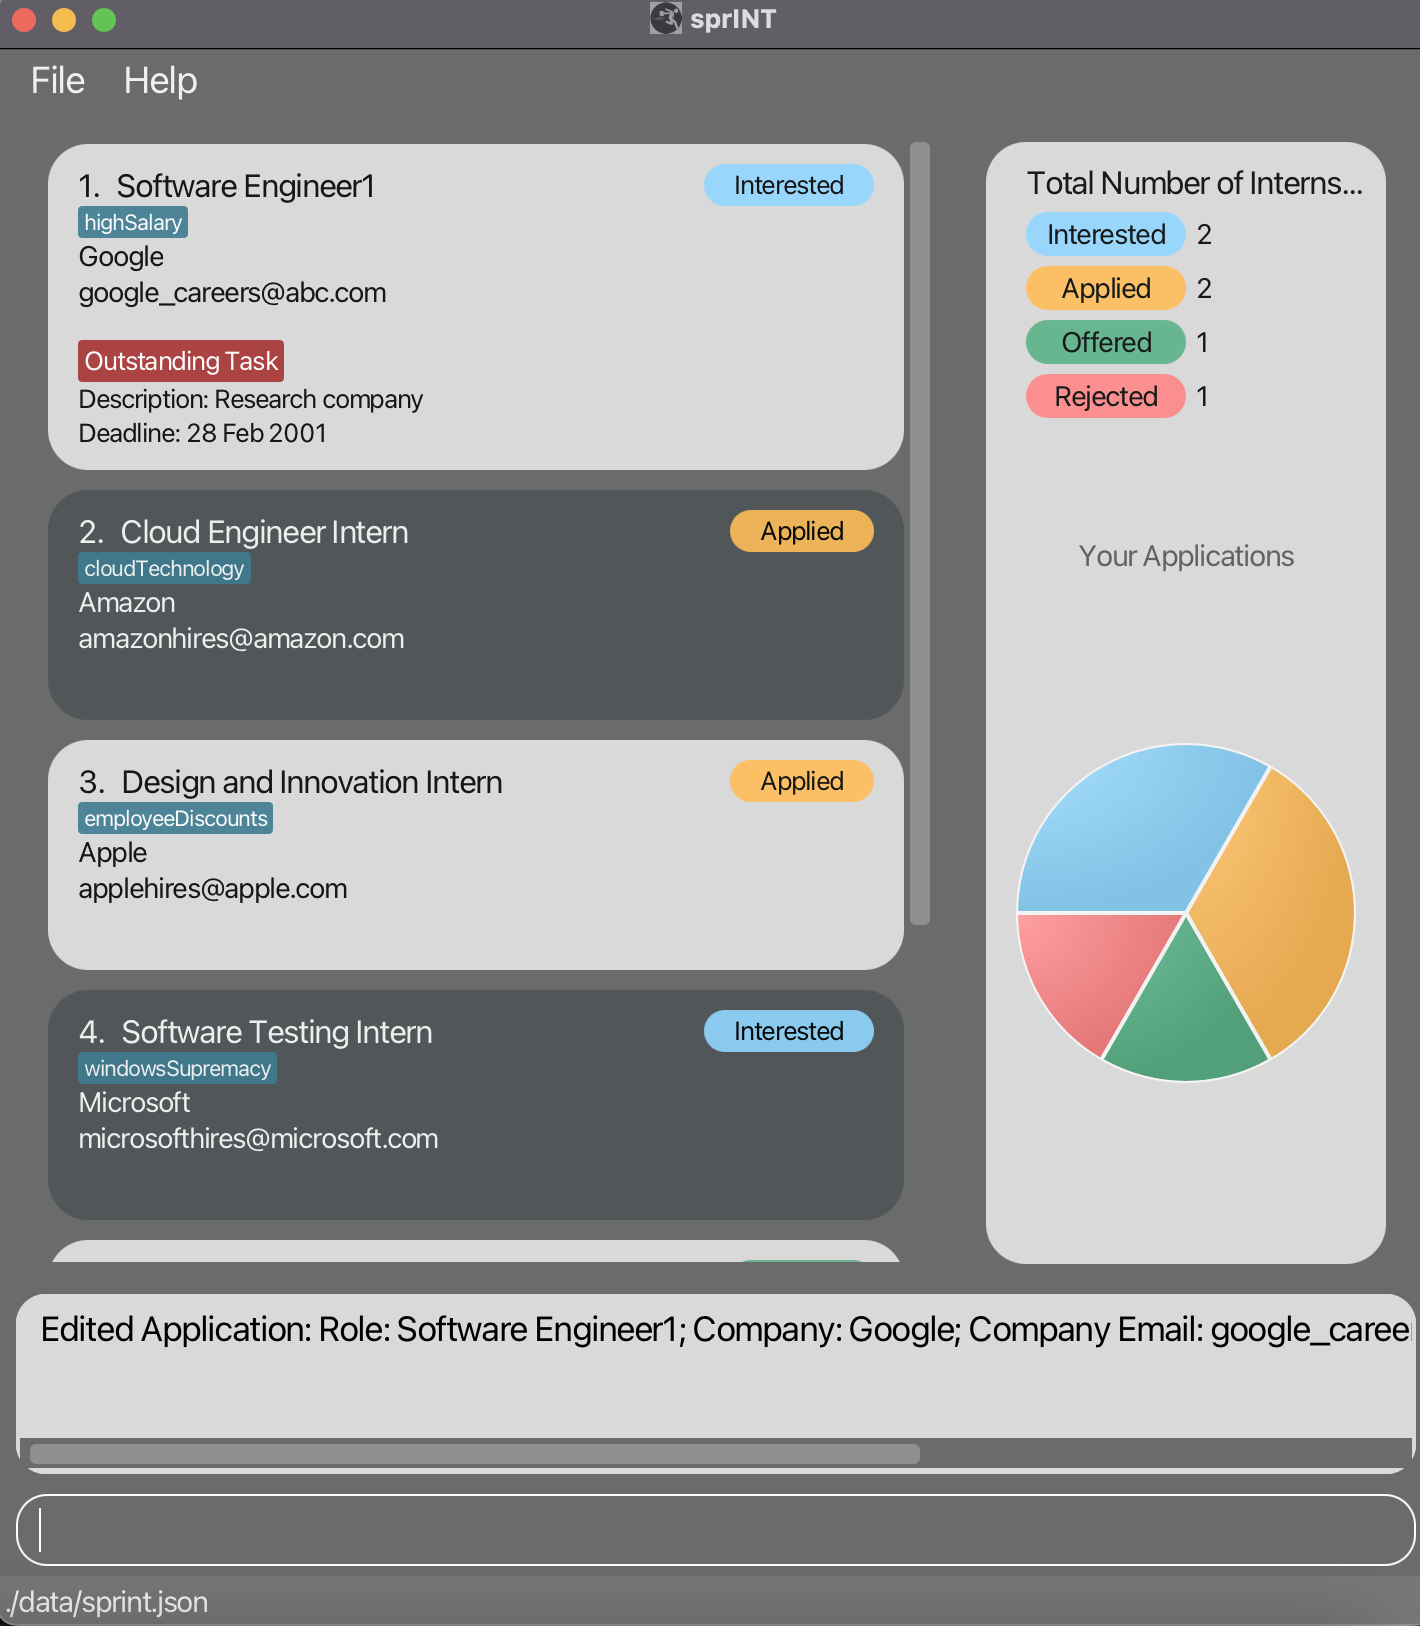 sprINT
File Help
1. Software Engineer1
Interested
highSalary
Google
google_careers@abc.com
Outstanding Task
Description: Research company
Deadline: 28 Feb 2001
2. Cloud Engineer Intern
Applied
cloudTechnology
Amazon
amazonhires@amazon.com
3. Design and Innovation Intern
Applied
employeeDiscounts
Apple
applehires@apple.com
4. Software Testing Intern
Interested
windowsSupremacy
Microsoft
microsofthires@microsoft.com
Total Number of Interns...
Interested 2
Applied 2
Offered 1
Rejected 1
Your Applications
Edited Application: Role: Software Engineer1; Company: Google; Company Email: google_career
./data/sprint.json